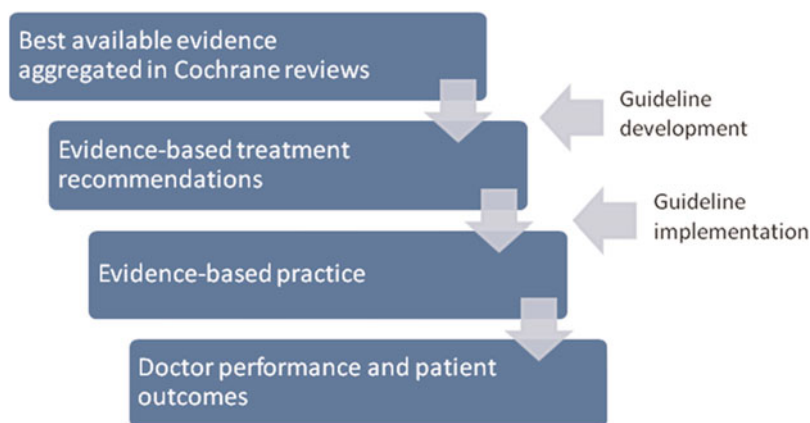 Best available evidence
aggregated in Cochrane reviews
Guideline
development
Evidence-based treatment
recommendations
Guideline
implementation
Evidence-based practice
Doctor performance and patient
outcomes